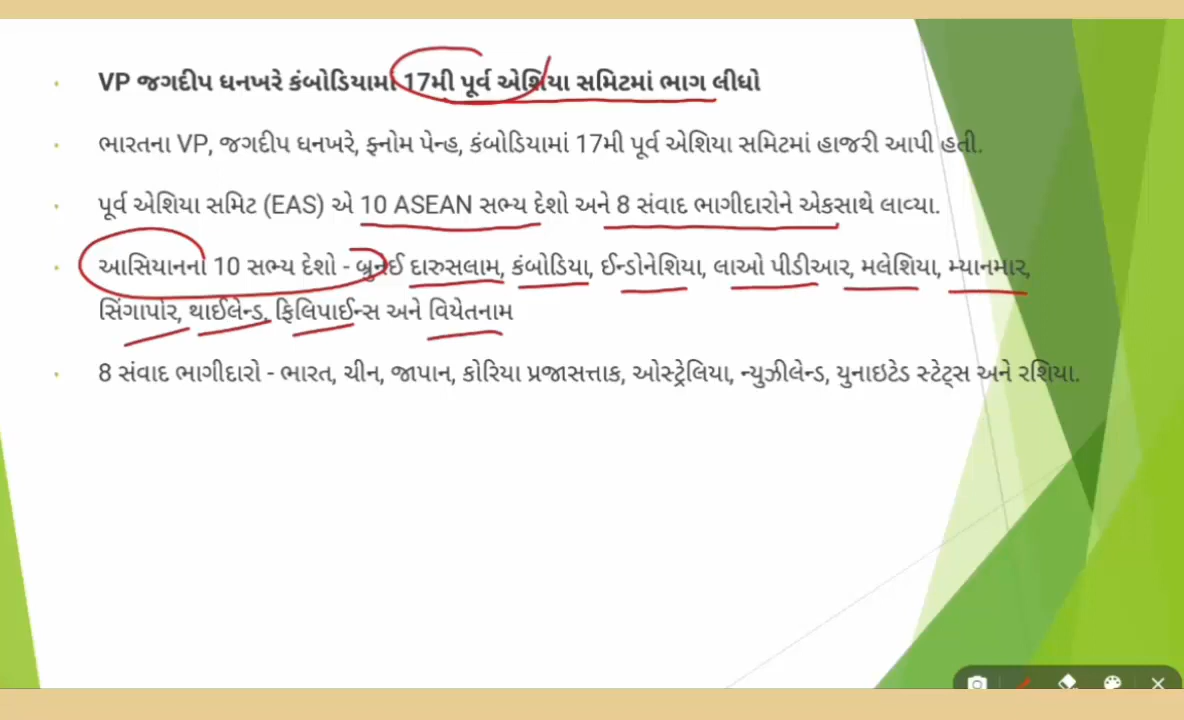 VP જગદીપ ધનખરે કંબોડિયામાં 17મી પૂર્વ એશિયા સમિટમાં ભાગ લીધો
ભારતના VP, જગદીપ ધનખરે, ફ્નોમ પેન્હ, કંબોડિયામાં 17મી પૂર્વ એશિયા સમિટમાં હાજરી આપી હતી.
પૂર્વ એશિયા સમિટ (EAS) એ 10 ASEAN સભ્ય દેશો અને 8 સંવાદ ભાગીદારોને એકસાથે લાવ્યા.
આસિયાનના 10 સભ્ય દેશો - બ્રુનઈ દારુસલામ, કંબોડિયા, ઈન્ડોનેશિયા, લાઓ પીડીઆર, મલેશિયા, મ્યાનમાર,
સિંગાપોર, થાઈલેન્ડ, ફિલિપાઈન્સ અને વિયેતનામ
8 સંવાદ ભાગીદારો - ભારત, ચીન, જાપાન, કોરિયા પ્રજાસત્તાક, ઓસ્ટ્રેલિયા, ન્યુઝીલેન્ડ, યુનાઇટેડ સ્ટેટ્સ અને રશિયા.